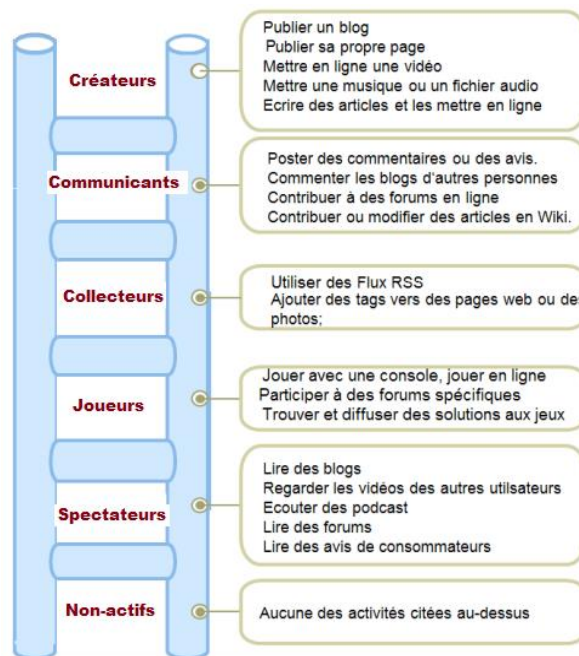 Créateurs
Publier un blog
Publier sa propre page
Mettre en ligne une vidéo
Mettre une musique ou un fichier audio
Ecrire des articles et les mettre en ligne
Communicants
Poster des commentaires ou des avis.
Commenter les blogs d'autres personnes
Contribuer à des forums en ligne
Contribuer ou modifier des articles en Wiki.
Collecteurs
Utiliser des Flux RSS
Ajouter des tags vers des pages web ou des
photos;
Joueurs
Jouer avec une console, jouer en ligne
Participer à des forums spécifiques
Trouver et diffuser des solutions aux jeux
Spectateurs
Lire des blogs
Regarder les vidéos des autres utilsateurs
Ecouter des podcast
Lire des forums
Lire des avis de consommateurs
Non-actifs
Aucune des activités citées au-dessus